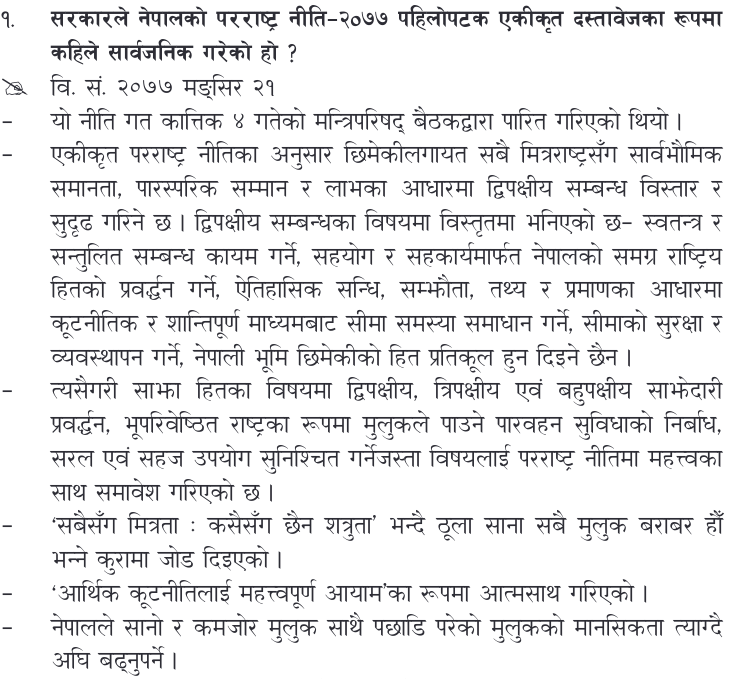 १. सरकारले नेपालको परराष्ट्र नीति-२०७७ पहिलोपटक एकीकृत दस्तावेजका रूपमा
कहिले सार्वजनिक गरेको हो ?
वि. सं. २०७७ मङ्सिर २१
- यो नीति गत कात्तिक ४ गतेको मन्त्रिपरिषद् बैठकद्वारा पारित गरिएको थियो ।
- एकीकृत परराष्ट्र नीतिका अनुसार छिमेकीलगायत सबै मित्रराष्ट्रसँग सार्वभौमिक
समानता, पारस्परिक सम्मान र लाभका आधारमा द्विपक्षीय सम्बन्ध विस्तार र
सुदृढ गरिने छ । द्विपक्षीय सम्बन्धका विषयमा विस्तृतमा भनिएको छ- स्वतन्त्र र
सन्तुलित सम्बन्ध कायम गर्ने, सहयोग र सहकार्यमार्फत नेपालको समग्र राष्ट्रिय
हितको प्रवर्द्धन गर्ने, ऐतिहासिक सन्धि, सम्झौता, तथ्य र प्रमाणका आधारमा
कूटनीतिक र शान्तिपूर्ण माध्यमबाट सीमा समस्या समाधान गर्ने, सीमाको सुरक्षा र
व्यवस्थापन गर्ने, नेपाली भूमि छिमेकीको हित प्रतिकूल हुन दिइने छैन ।
- त्यसैगरी साझा हितका विषयमा द्विपक्षीय, त्रिपक्षीय एवं बहुपक्षीय साझेदारी
प्रवर्द्धन, भूपरिवेष्ठित राष्ट्रका रूपमा मुलुकले पाउने पारवहन सुविधाको निर्बाध,
सरल एवं सहज उपयोग सुनिश्चित गर्नेजस्ता विषयलाई परराष्ट्र नीतिमा महत्त्वका
साथ समावेश गरिएको छ ।
- ‘सबैसँग मित्रता : कसैसँग छैन शत्रुता’ भन्दै ठूला साना सबै मुलुक बराबर हौँ
भन्ने कुरामा जोड दिइएको ।
- ‘आर्थिक कूटनीतिलाई महत्त्वपूर्ण आयाम’का रूपमा आत्मसाथ गरिएको ।
- नेपालले सानो र कमजोर मुलुक साथै पछाडि परेको मुलुकको मानसिकता त्याग्दै
अघि बढ्नुपर्ने ।